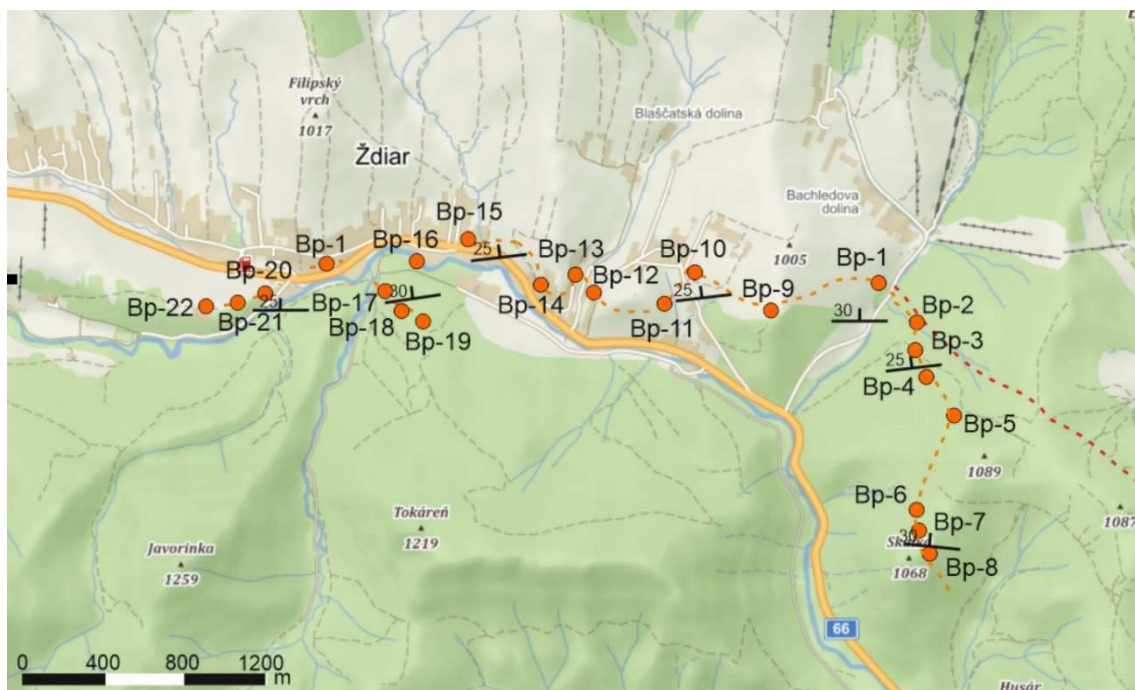 Filipský
vrch
1017
Blaščatská dolina
Ždiar
Bachledova
dolina
Bp-15
25
Bp-16
Bp-1
Bp-13
Bp-10
1005
Bp-1
Bp-20
Bp-12
Bp-9
Bp-22
Bp-21
25
Bp-17
30
Bp-18
Bp-19
Bp-14
25
Bp-11
30
Bp-2
Bp-3
25
Bp-4
Bp-5
1089
Bp-6
1087
Bp-7
30
1068
Bp-8
Tokáreň
1219
Javorinka
1259
66
0 400 800 1200
m
Husár